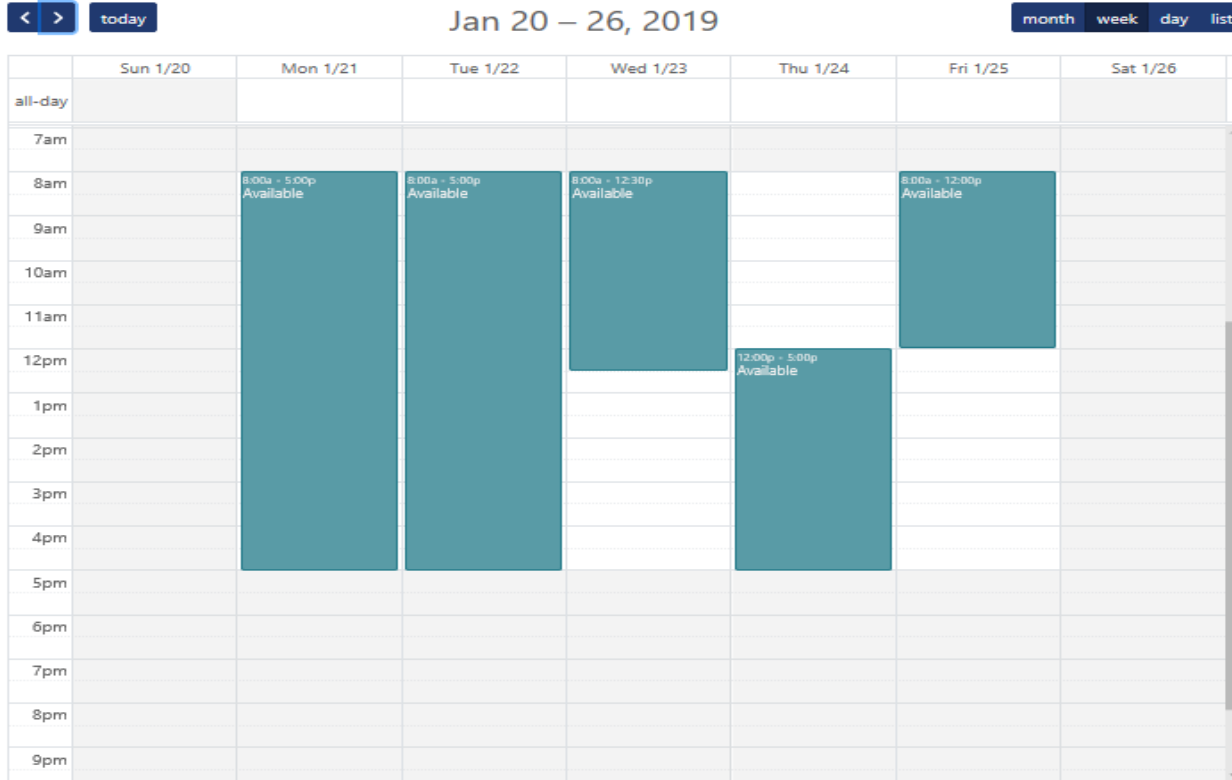 < > today Jan 20 – 26, 2019 month week day list
Sun 1/20 Mon 1/21 Tue 1/22 Wed 1/23 Thu 1/24 Fri 1/25 Sat 1/26
all-day
7am
8:00a - 5:00p 8:00a - 5:00p 8:00a - 12:30p 8:00a - 12:00p
8am Available Available Available Available
9am
10am
11am
12:00p - 5:00p
12pm Available
1pm
2pm
3pm
4pm
5pm
6pm
7pm
8pm
9pm